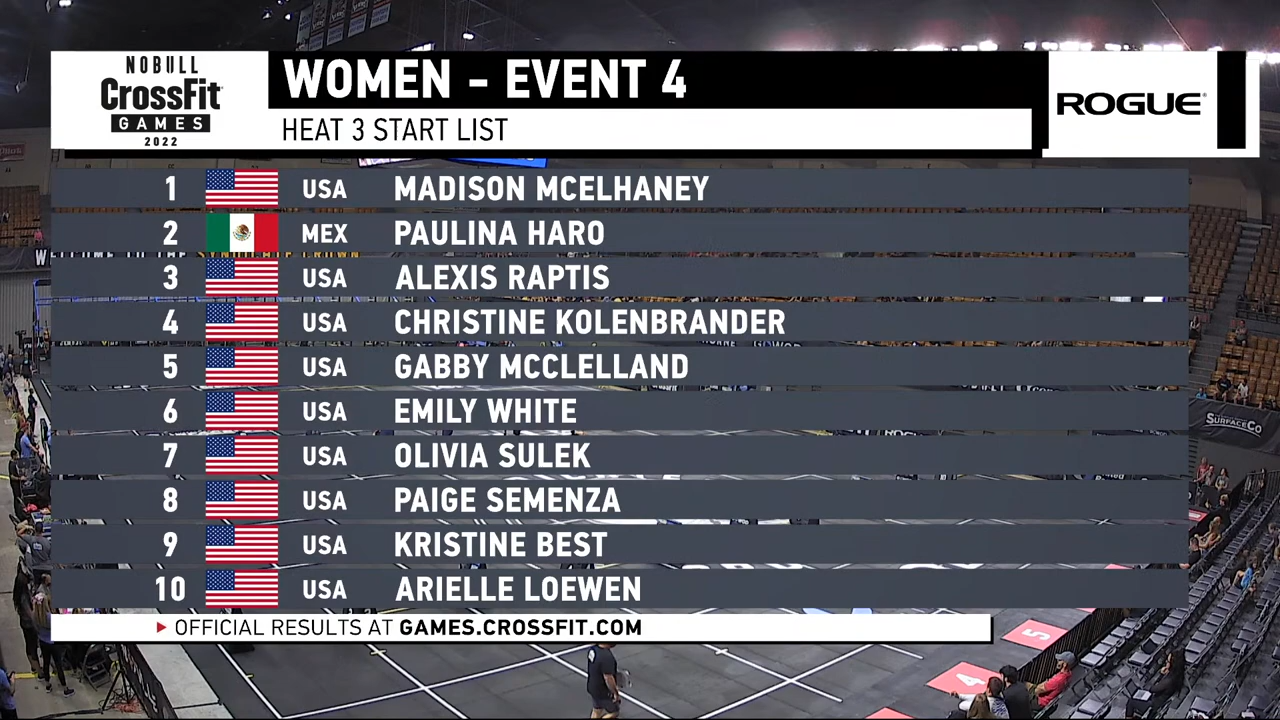 NOBULL
CrossFit
GAMES
2022
WOMEN - EVENT 4
HEAT 3 START LIST
ROGUE
1 USA MADISON MCELHANEY
2 MEX PAULINA HARO
3 USA ALEXIS RAPTIS
4 USA CHRISTINE KOLENBRANDER
5 USA GABBY MCCLELLAND
6 USA EMILY WHITE
7 USA OLIVIA SULEK
8 USA PAIGE SEMENZA
9 USA KRISTINE BEST
10 USA ARIELLE LOEWEN
OFFICIAL RESULTS AT GAMES.CROSSFIT.COM
SURFACECO
5
4